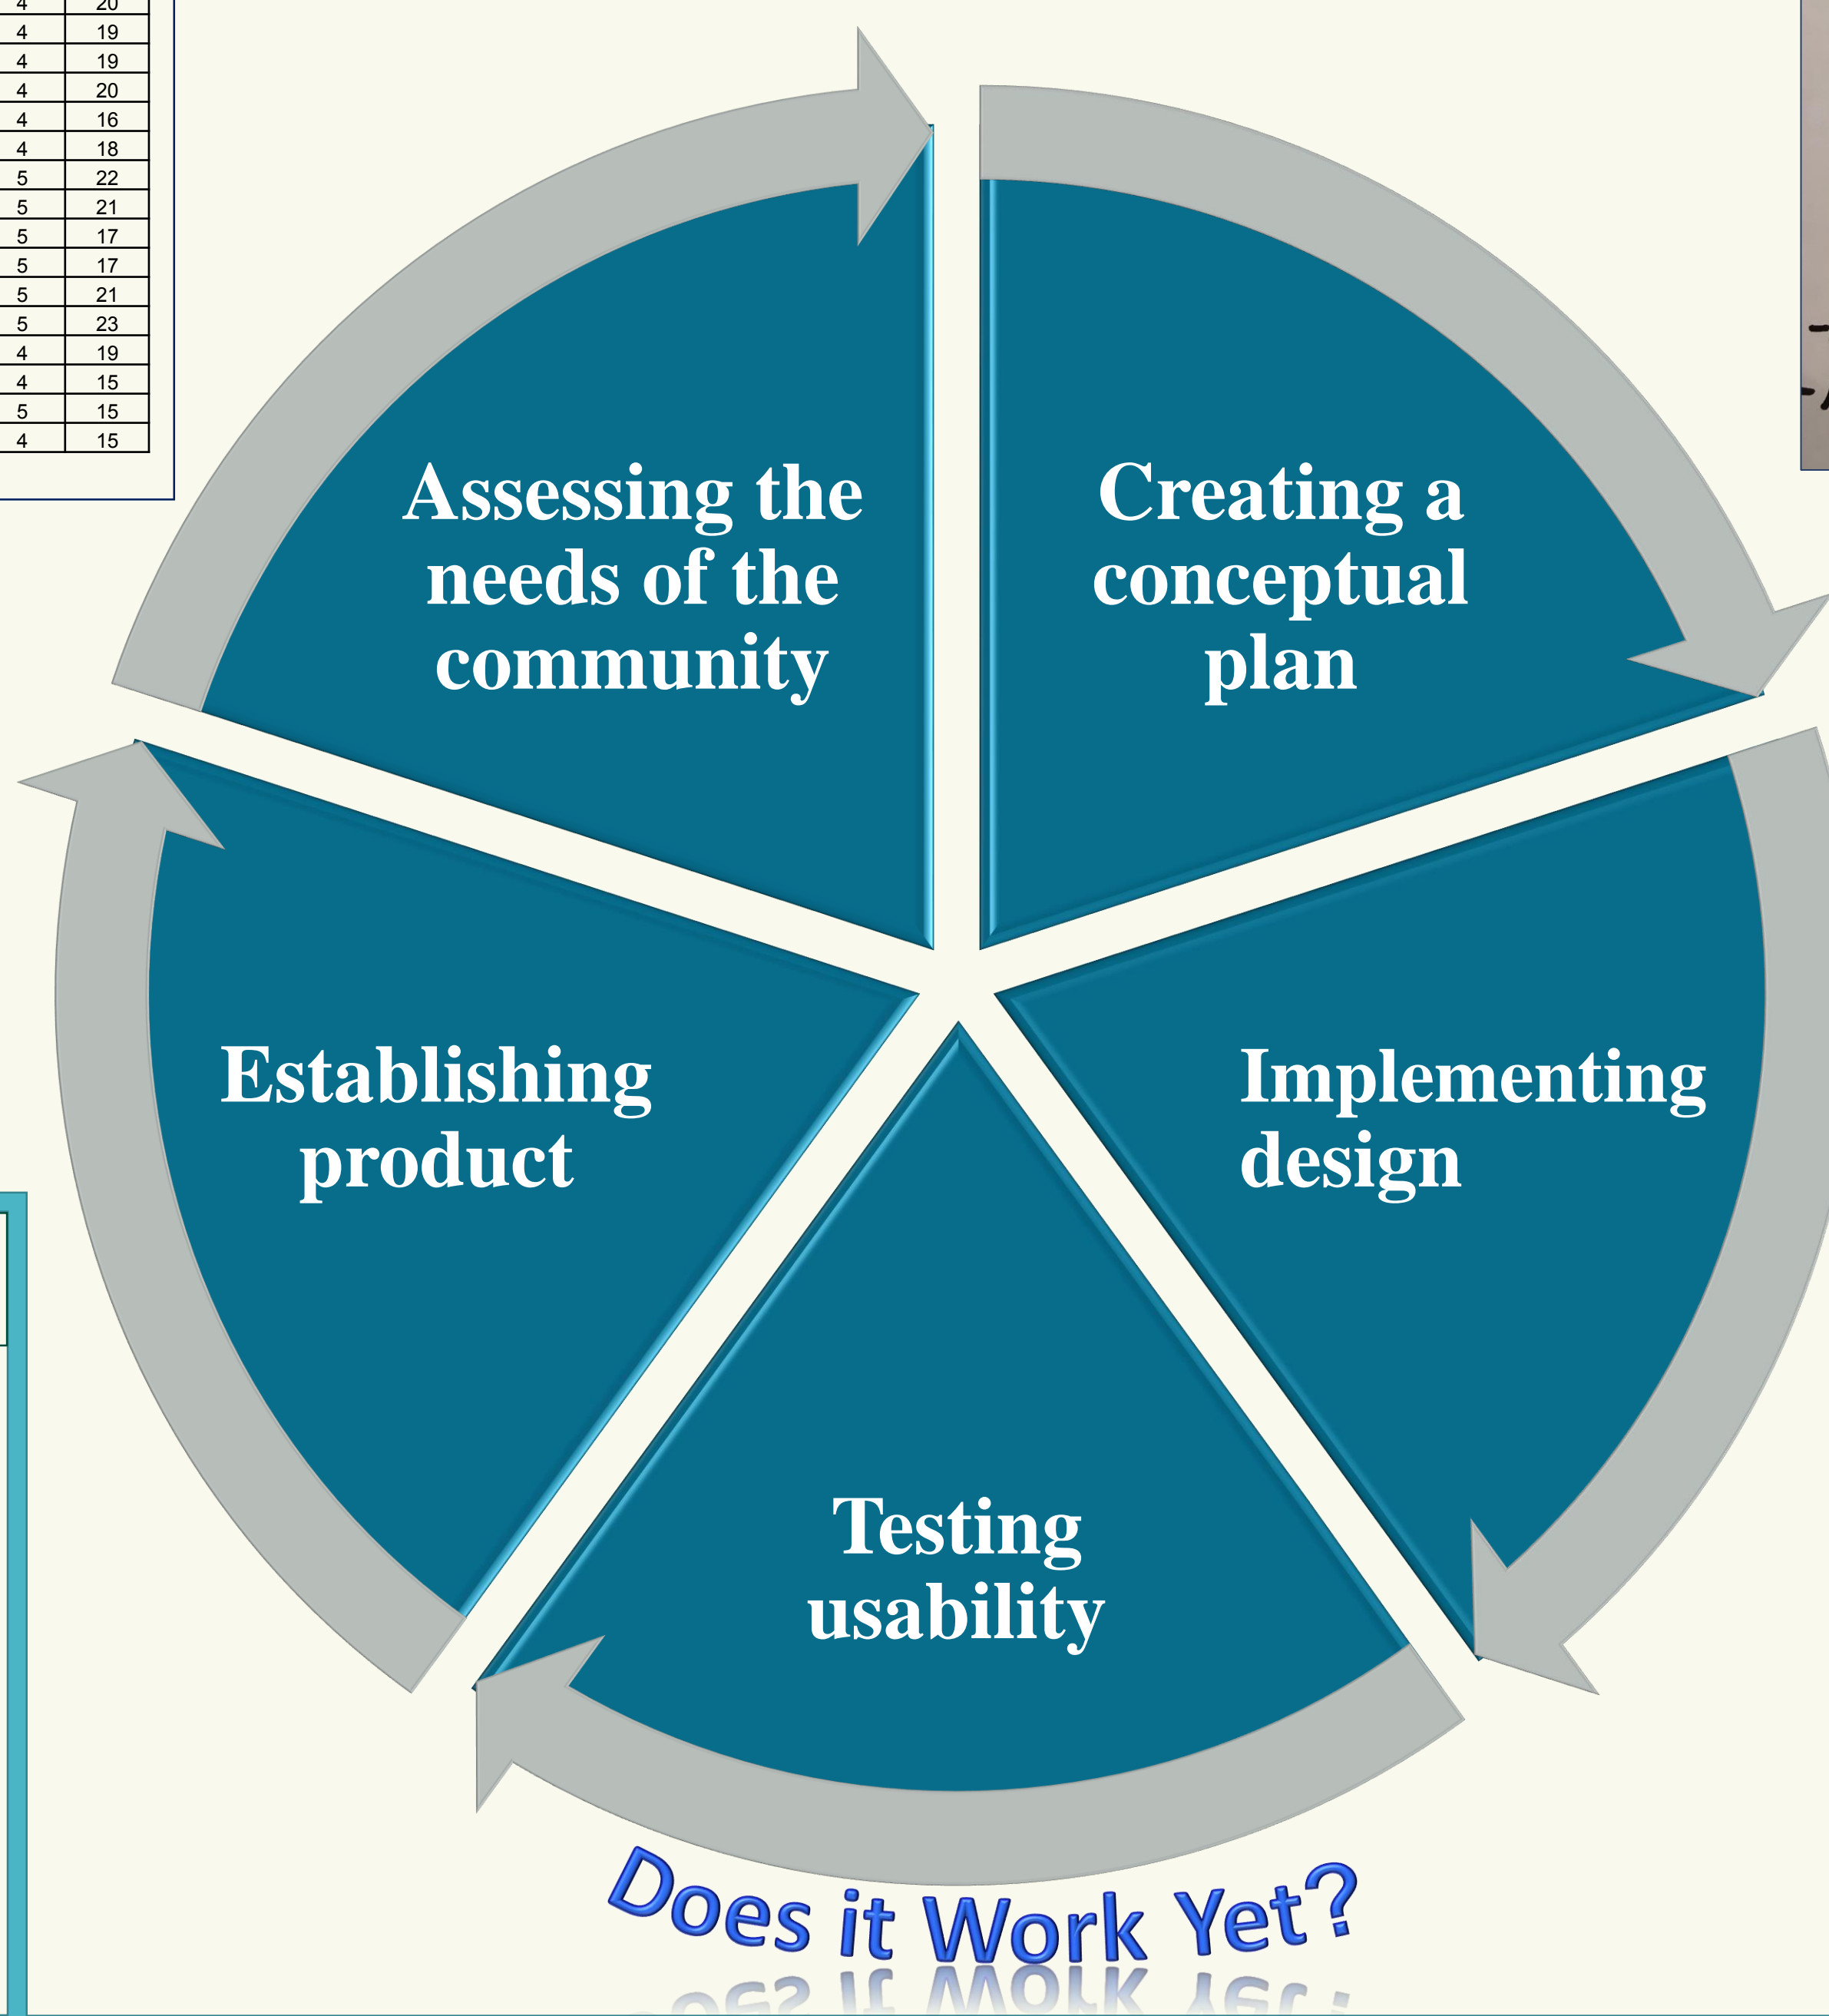 4 20
4 19
4 19
4 20
4 16
4 18
5 22
5 21
5 17
5 17
5 21
5 23
4 19
4 15
5 15
4 15
Assessing the
needs of the
community
Creating a
conceptual
plan
Implementing
design
Testing
usability
Establishing
product
Does it Work Yet?